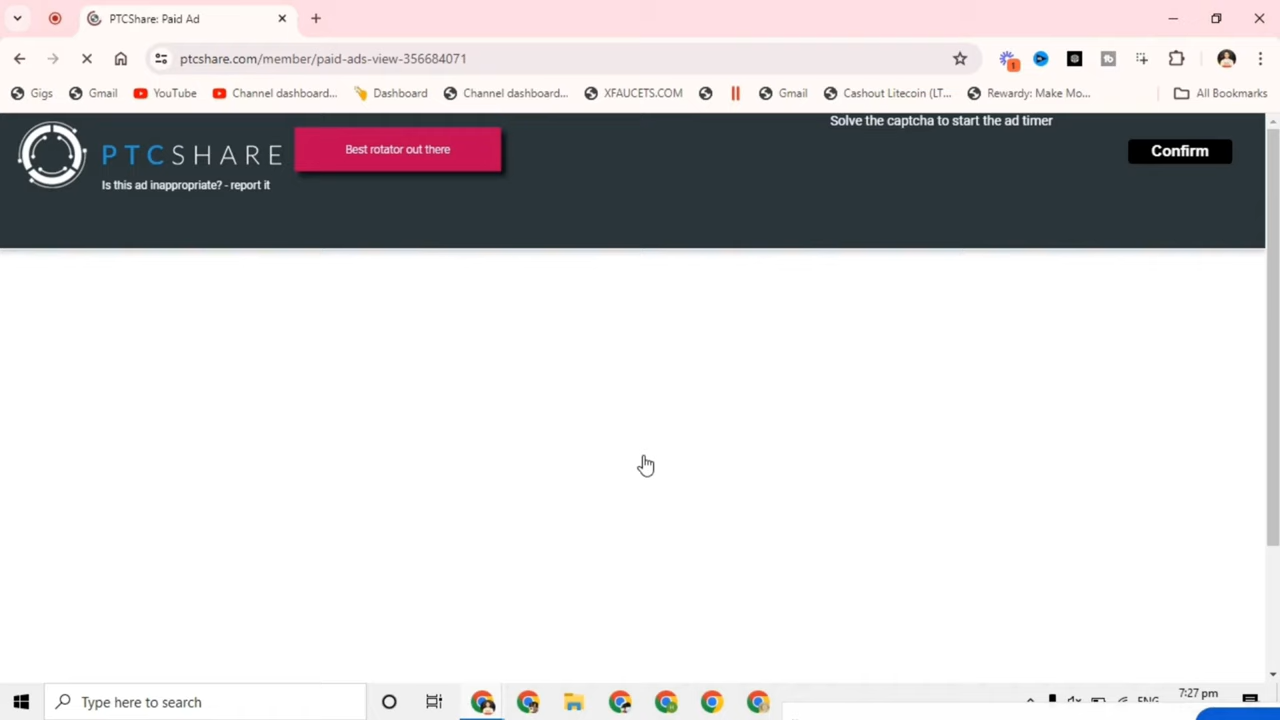 PTCShare: Paid Ad
ptcshare.com/member/paid-ads-view-356684071
1
Gigs
Gmail
YouTube
Channel dashboard...
Dashboard
Channel dashboard...
XFAUCETS.COM
Gmail
Cashout Litecoin (LT...
Rewardy: Make Mo...
All Bookmarks
PTCSHARE
Is this ad inappropriate? - report it
Best rotator out there
Solve the captcha to start the ad timer
Confirm
Type here to search
ENG
7:27 pm